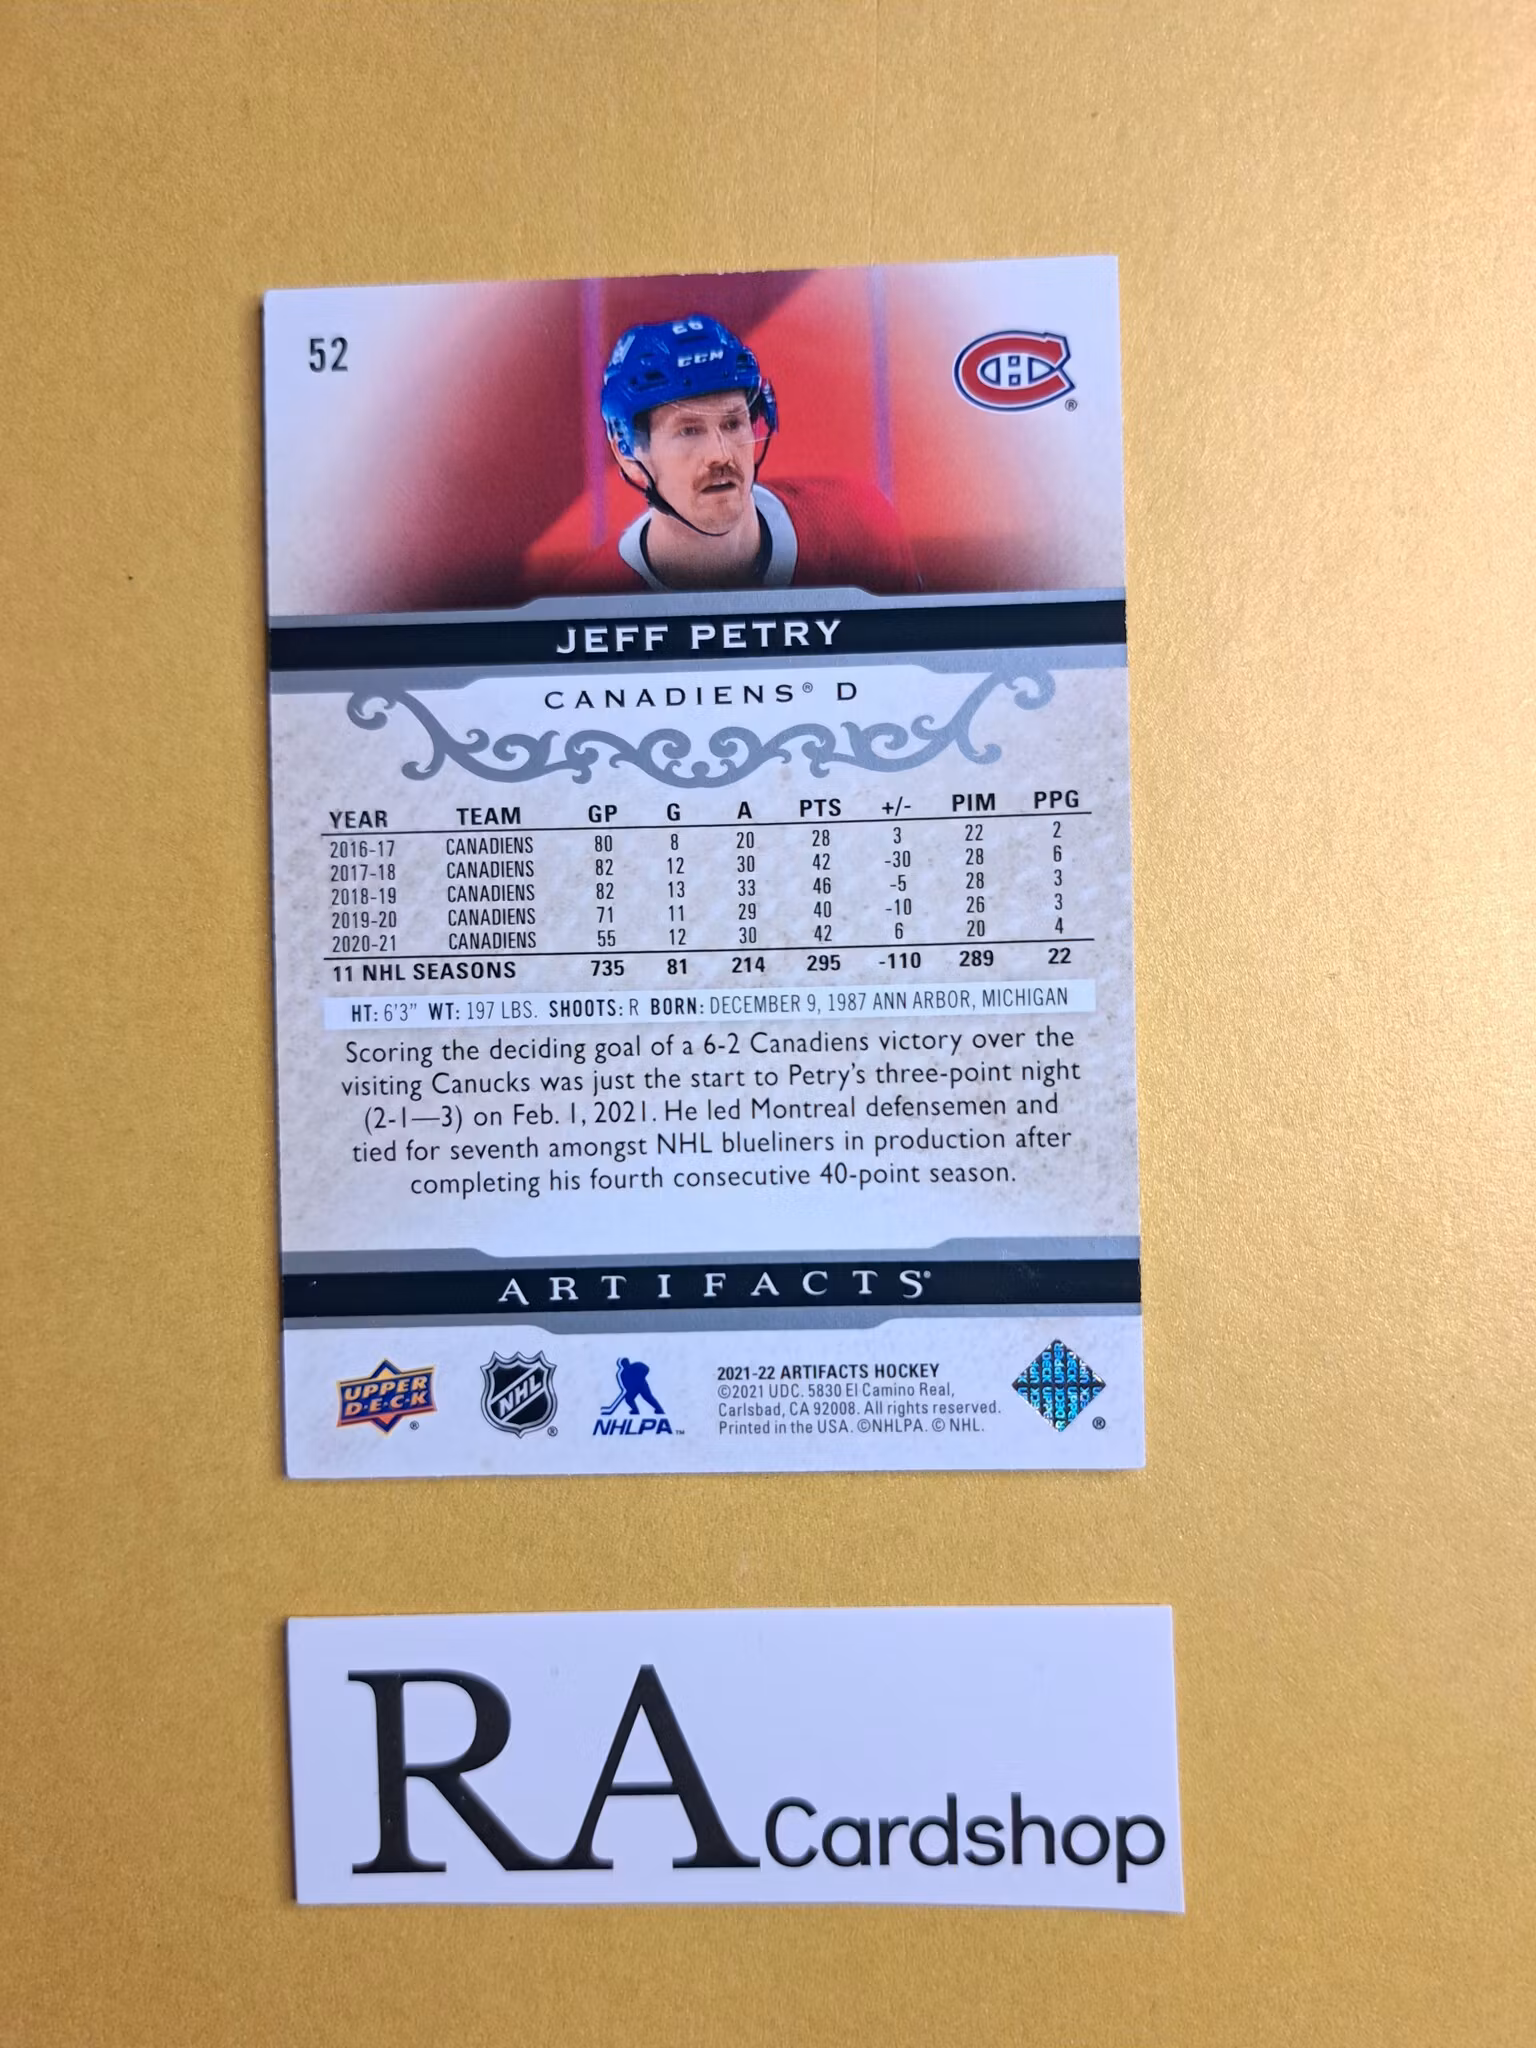 52
26
CCM
JEFF PETRY
CANADIENS® D
YEAR TEAM GP G A PTS +/- PIM PPG
2016-17 CANADIENS 80 8 20 28 3 22 2
2017-18 CANADIENS 82 12 30 42 -30 28 6
2018-19 CANADIENS 82 13 33 46 -5 28 3
2019-20 CANADIENS 71 11 29 40 -10 26 3
2020-21 CANADIENS 55 12 30 42 6 20 4
11 NHL SEASONS 735 81 214 295 -110 289 22
HT: 6'3" WT: 197 LBS. SHOOTS: R BORN: DECEMBER 9, 1987 ANN ARBOR, MICHIGAN
Scoring the deciding goal of a 6-2 Canadiens victory over the
visiting Canucks was just the start to Petry's three-point night
(2-1—3) on Feb. 1, 2021. He led Montreal defensemen and
tied for seventh amongst NHL blueliners in production after
completing his fourth consecutive 40-point season.
ARTIFACTS®
UPPER
D·E·C·K
®
NHL
®
NHLPA™
2021-22 ARTIFACTS HOCKEY
©2021 UDC. 5830 El Camino Real,
Carlsbad, CA 92008. All rights reserved.
Printed in the USA. ©NHLPA. © NHL.
®
RA Cardshop